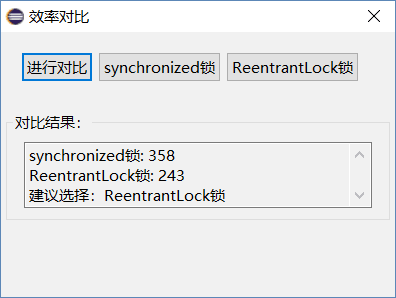 效率对比
进行对比 synchronized锁 ReentrantLock锁
对比结果：
synchronized锁: 358
ReentrantLock锁: 243
建议选择：ReentrantLock锁